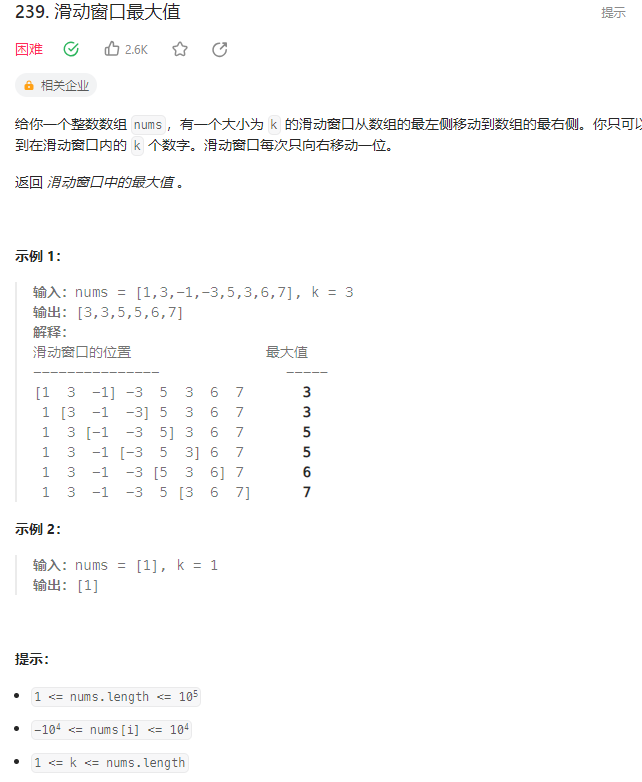 239. 滑动窗口最大值
提示
困难 2.6K
相关企业
给你一个整数数组 nums，有一个大小为 k 的滑动窗口从数组的最左侧移动到数组的最右侧。你只可
到在滑动窗口内的 k 个数字。滑动窗口每次只向右移动一位。
返回 滑动窗口中的最大值 。
示例 1：
输入：nums = [1,3,-1,-3,5,3,6,7], k = 3
输出：[3,3,5,5,6,7]
解释：
滑动窗口的位置 最大值
--------------- -----
[1 3 -1] -3 5 3 6 7 3
1 [3 -1 -3] 5 3 6 7 3
1 3 [-1 -3 5] 3 6 7 5
1 3 -1 [-3 5 3] 6 7 5
1 3 -1 -3 [5 3 6] 7 6
1 3 -1 -3 5 [3 6 7] 7
示例 2：
输入：nums = [1], k = 1
输出：[1]
提示：
1 <= nums.length <= 10⁵
-10⁴ <= nums[i] <= 10⁴
1 <= k <= nums.length